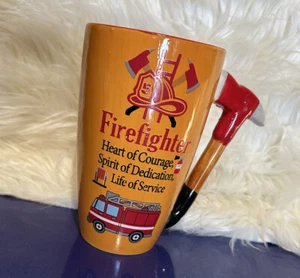 Firefighter
Heart of Courage,
Spirit of Dedication,
Life of Service